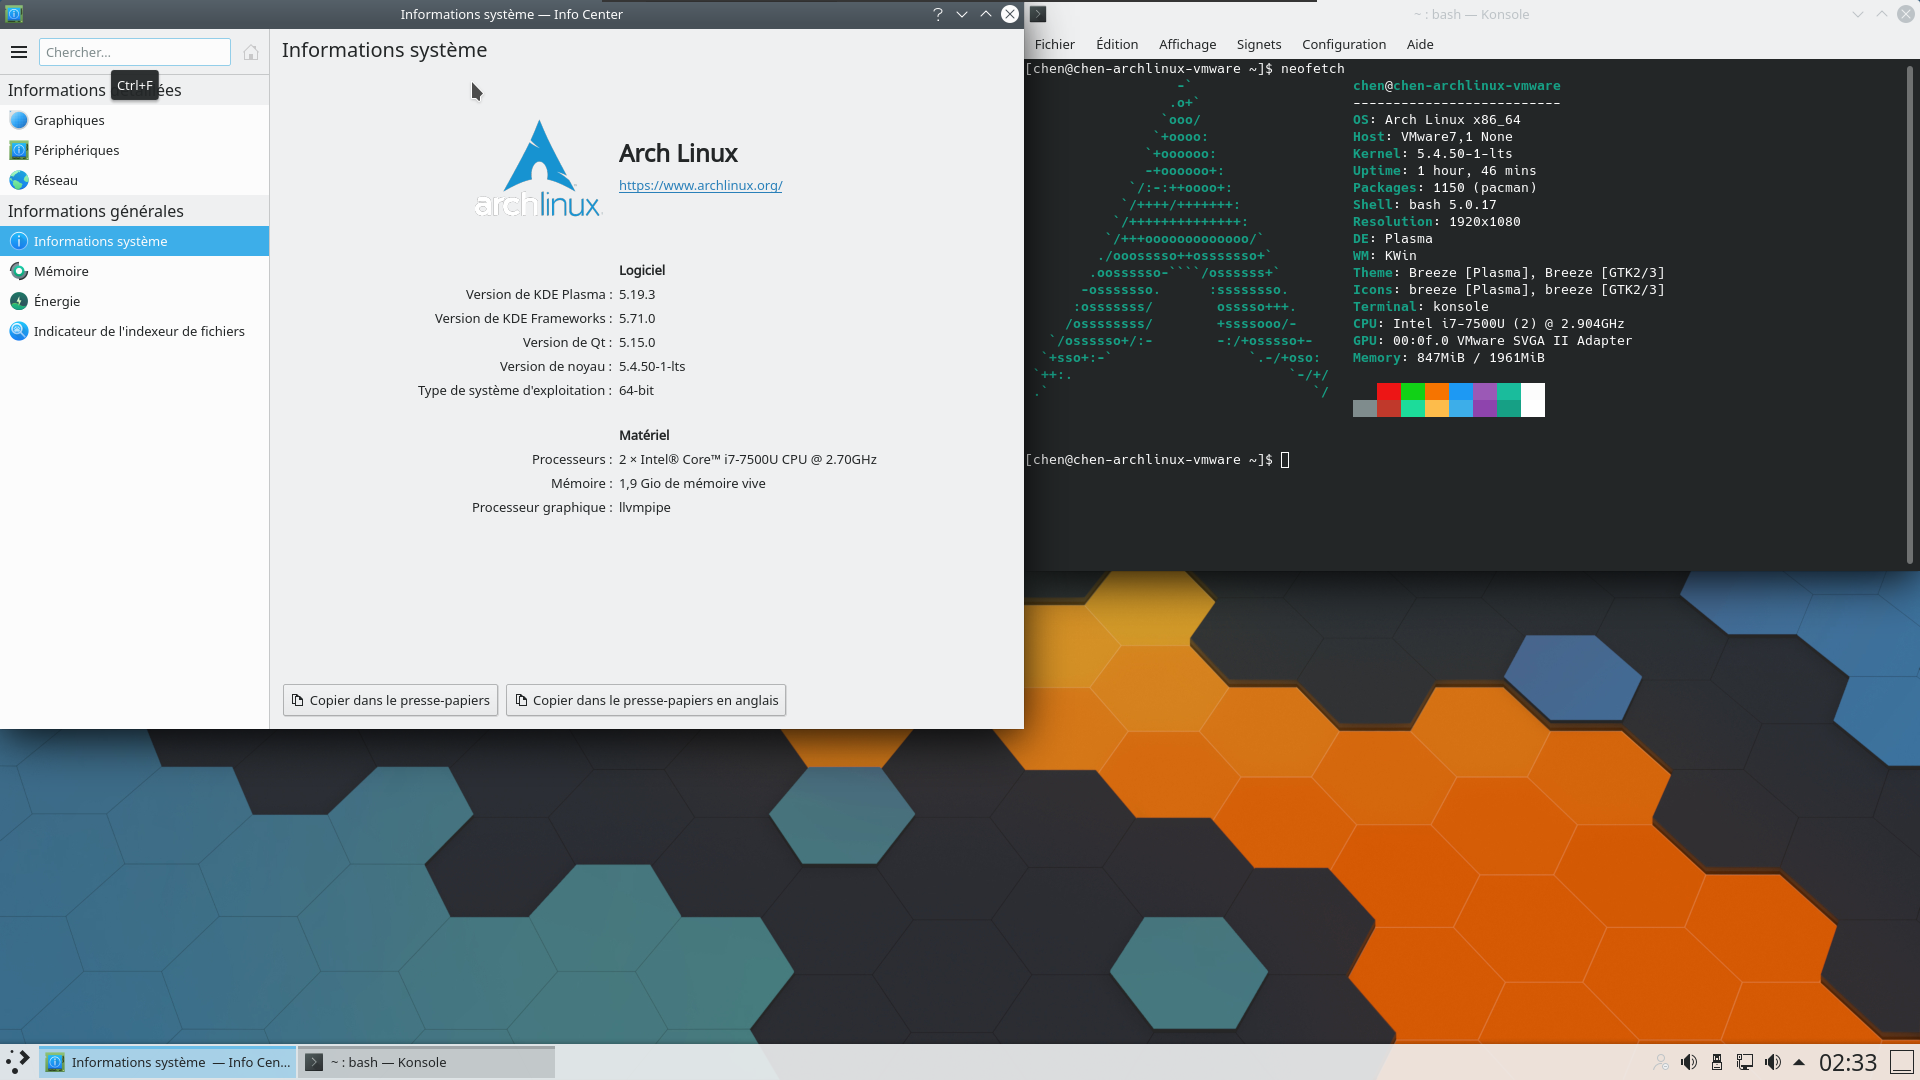 Informations système — Info Center
Chercher...
Ctrl+F
Informations
Graphiques
Périphériques
Réseau
Informations générales
Informations système
Mémoire
Énergie
Indicateur de l'indexeur de fichiers
Informations système
archlinux
Arch Linux
https://www.archlinux.org/
Logiciel
Version de KDE Plasma : 5.19.3
Version de KDE Frameworks : 5.71.0
Version de Qt : 5.15.0
Version de noyau : 5.4.50-1-lts
Type de système d'exploitation : 64-bit
Matériel
Processeurs : 2 × Intel® Core™ i7-7500U CPU @ 2.70GHz
Mémoire : 1,9 Gio de mémoire vive
Processeur graphique : llvmpipe
Copier dans le presse-papiers
Copier dans le presse-papiers en anglais
~ : bash — Konsole
Fichier Édition Affichage Signets Configuration Aide
[chen@chen-archlinux-vmware ~]$ neofetch
chen@chen-archlinux-vmware
--------------------------
OS: Arch Linux x86_64
Host: VMware7,1 None
Kernel: 5.4.50-1-lts
Uptime: 1 hour, 46 mins
Packages: 1150 (pacman)
Shell: bash 5.0.17
Resolution: 1920x1080
DE: Plasma
WM: KWin
Theme: Breeze [Plasma], Breeze [GTK2/3]
Icons: breeze [Plasma], breeze [GTK2/3]
Terminal: konsole
CPU: Intel i7-7500U (2) @ 2.904GHz
GPU: 00:0f.0 VMware SVGA II Adapter
Memory: 847MiB / 1961MiB
[chen@chen-archlinux-vmware ~]$
Informations système — Info Cen...
~ : bash — Konsole
02:33